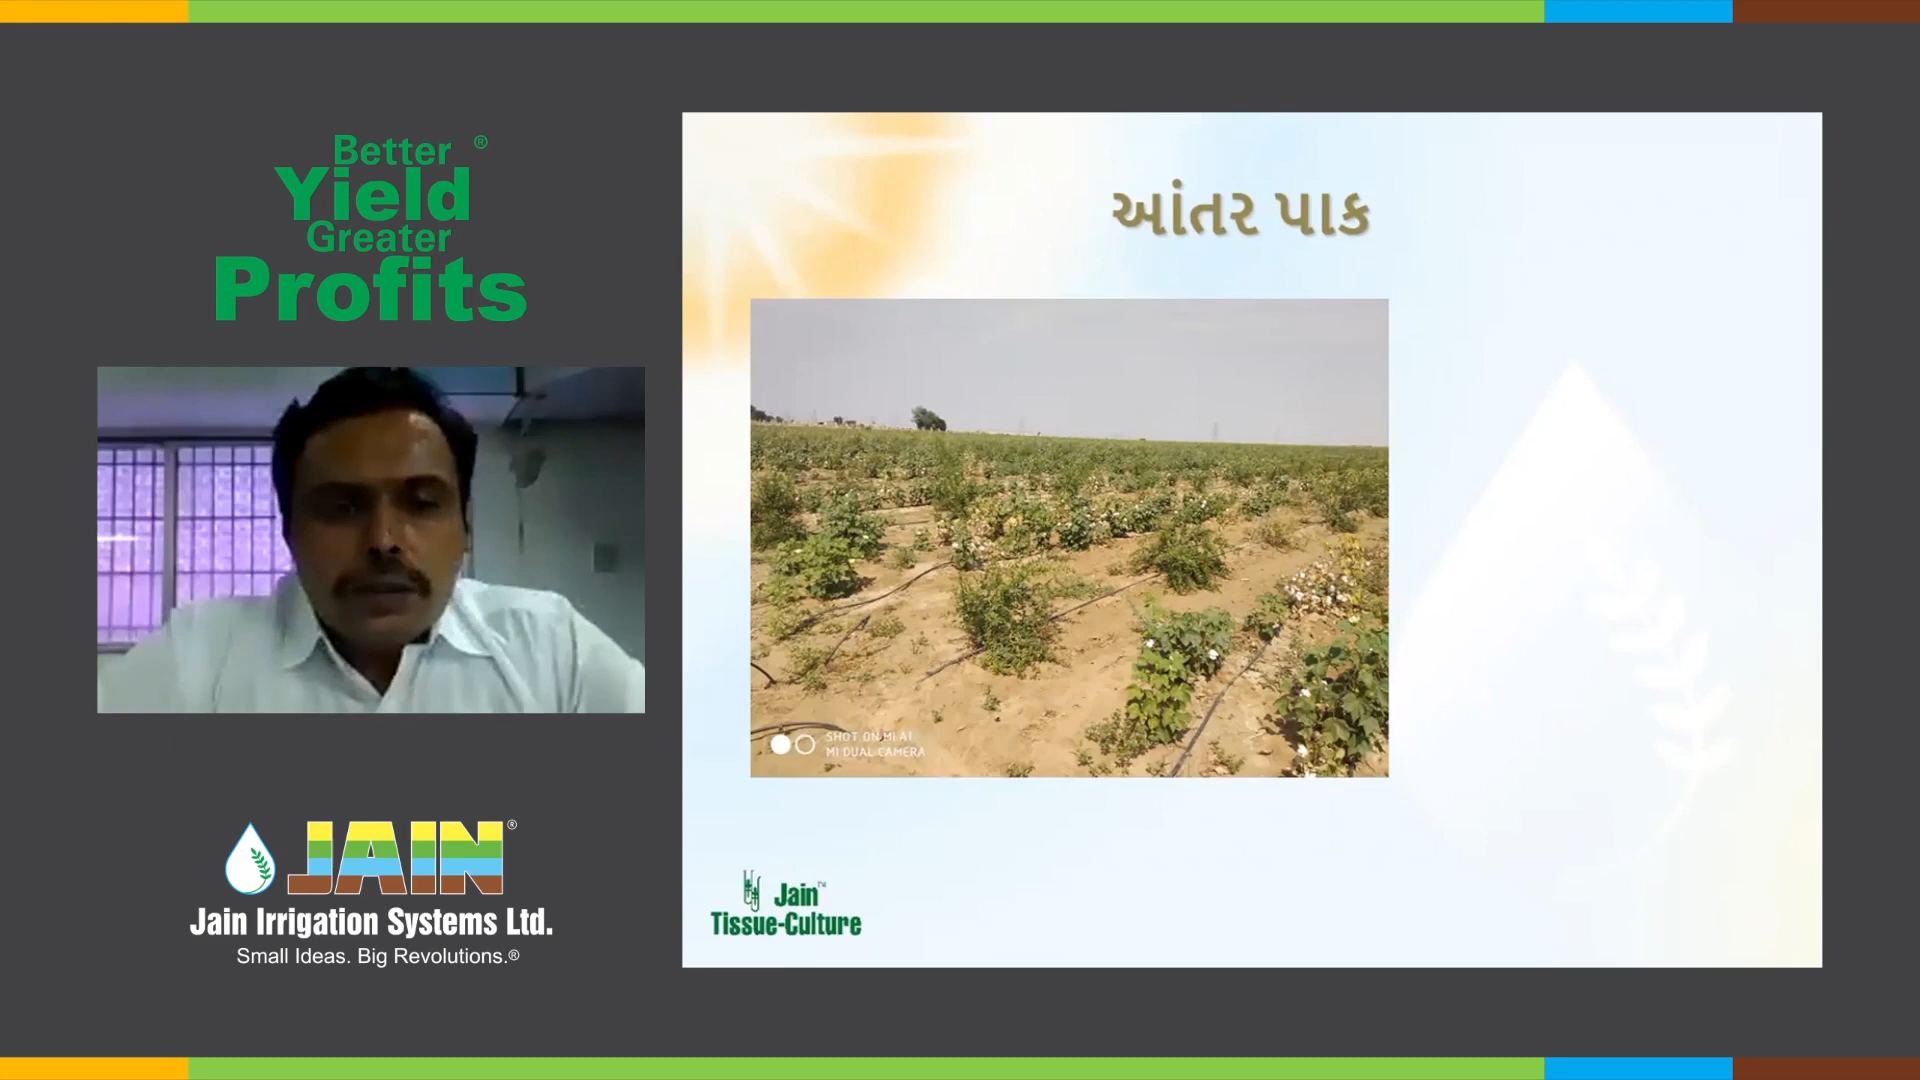 Better ®
Yield
Greater
Profits
JAIN®
Jain Irrigation Systems Ltd.
Small Ideas. Big Revolutions.®
આંતર પાક
SHOT ON MI A1
MI DUAL CAMERA
Jain™
Tissue-Culture